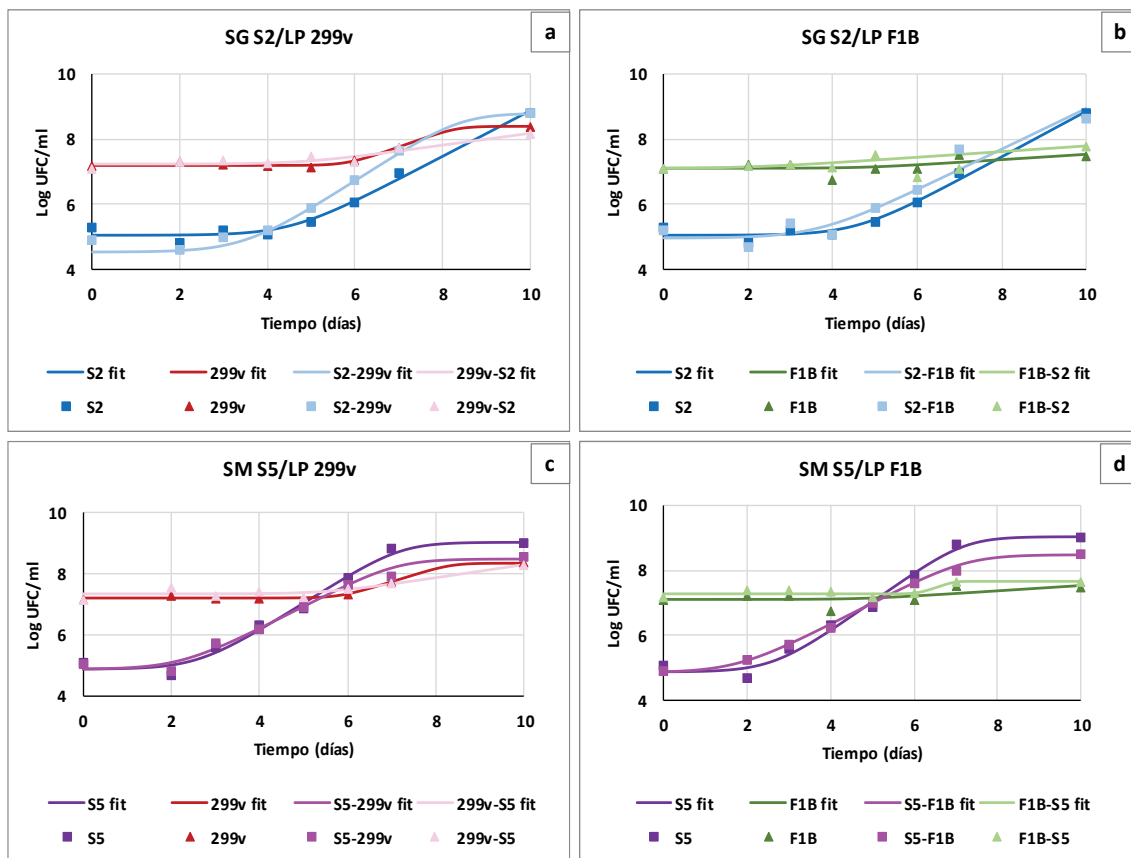 SG S2/LP 299v
a
10
8
6
4
Log UFC/ml
0 2 4 6 8 10
Tiempo (días)
S2 fit 299v fit S2-299v fit 299v-S2 fit
S2 299v S2-299v 299v-S2
SG S2/LP F1B
b
10
8
6
4
Log UFC/ml
0 2 4 6 8 10
Tiempo (días)
S2 fit F1B fit S2-F1B fit F1B-S2 fit
S2 F1B S2-F1B F1B-S2
SM S5/LP 299v
c
10
8
6
4
Log UFC/ml
0 2 4 6 8 10
Tiempo (días)
S5 fit 299v fit S5-299v fit 299v-S5 fit
S5 299v S5-299v 299v-S5
SM S5/LP F1B
d
10
8
6
4
Log UFC/ml
0 2 4 6 8 10
Tiempo (días)
S5 fit F1B fit S5-F1B fit F1B-S5 fit
S5 F1B S5-F1B F1B-S5